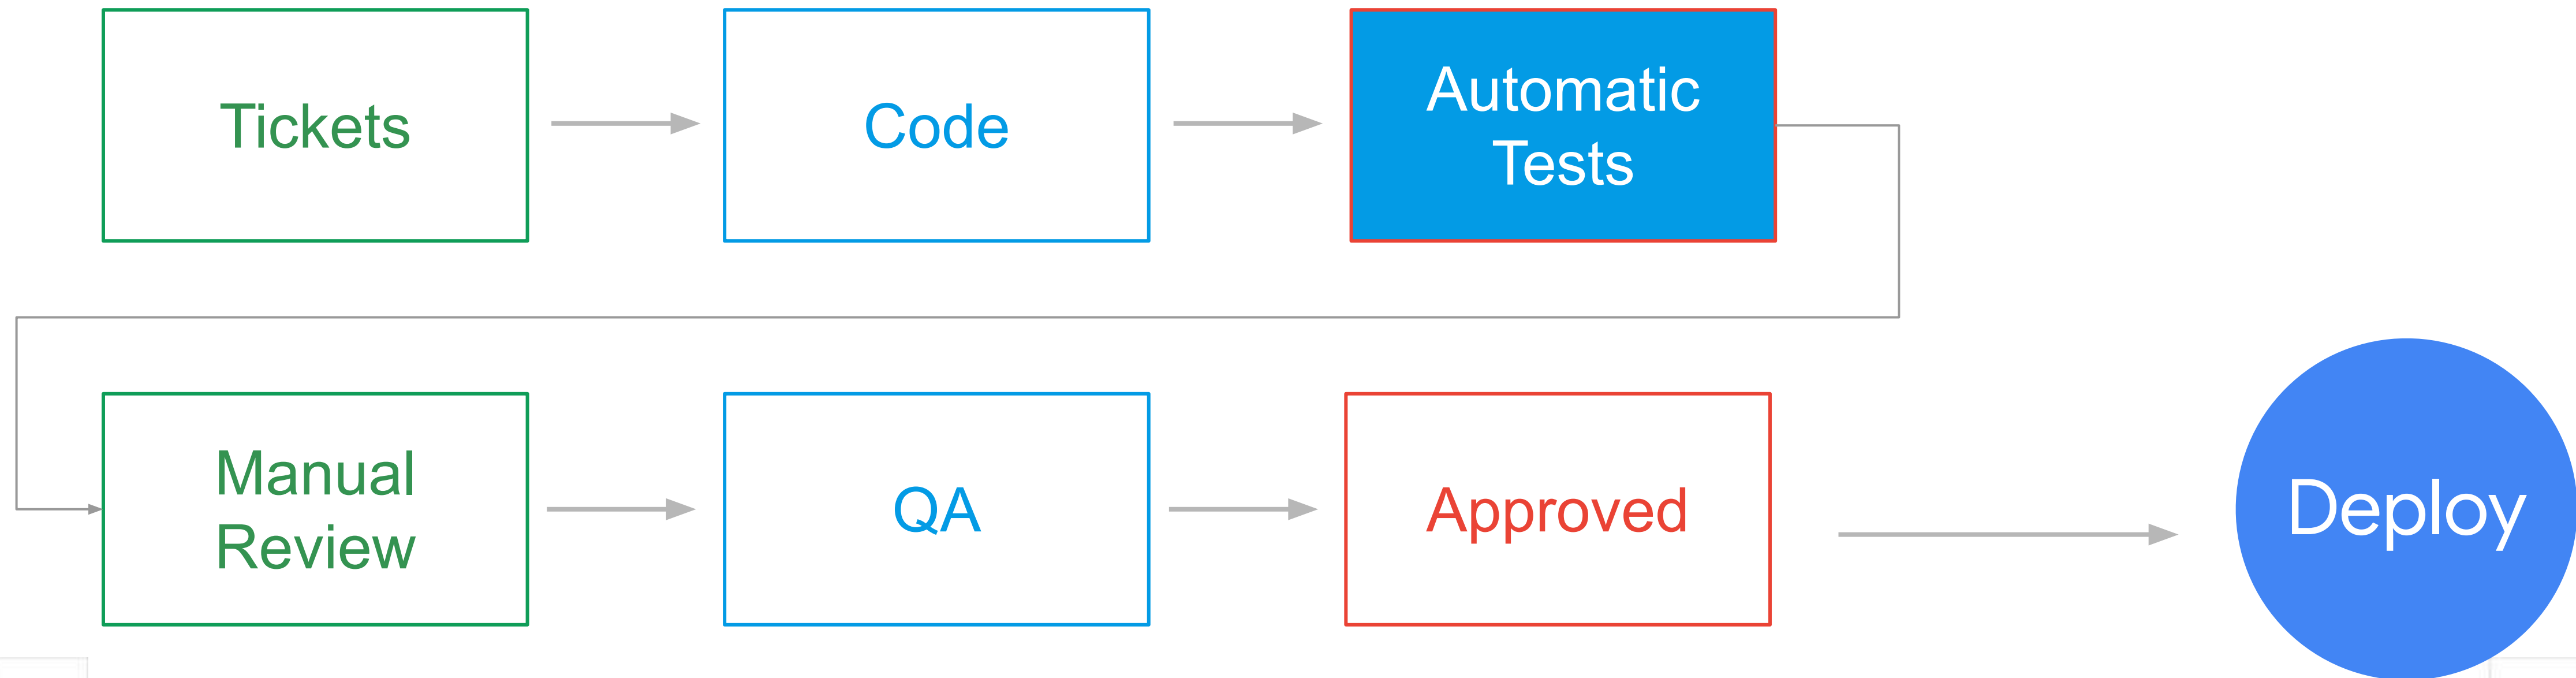 Tickets
Code
Automatic
Tests
Manual
Review
QA
Approved
Deploy